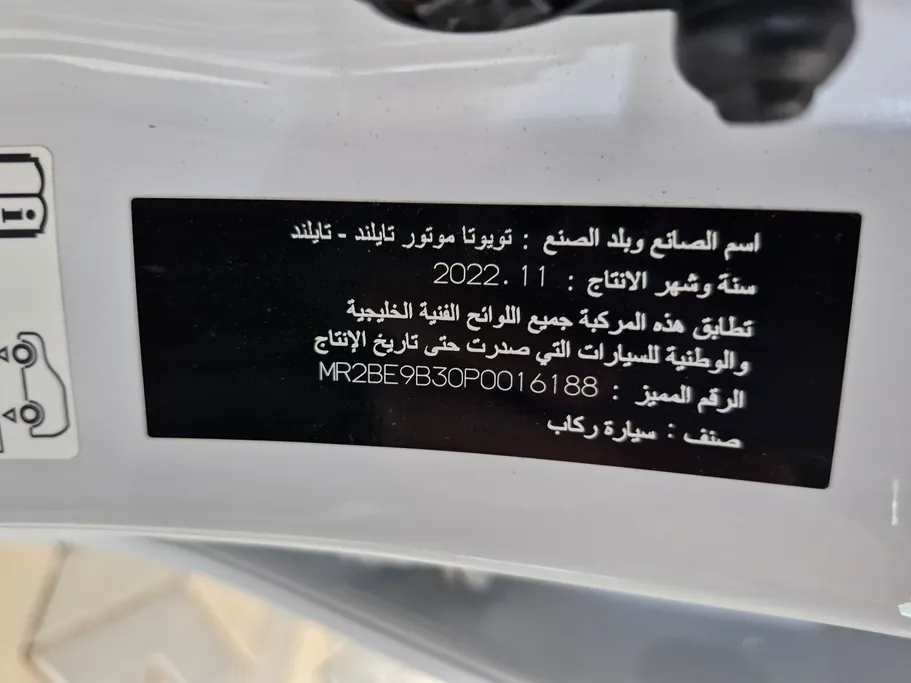 اسم الصانع وبلد الصنع : تويوتا موتور تايلند - تايلند
سنة وشهر الانتاج : 2022.11
تطابق هذه المركبة جميع اللوائح الفنية الخليجية
والوطنية للسيارات التي صدرت حتى تاريخ الإنتاج
الرقم المميز : MR2BE9B30P0016188
صنف : سيارة ركاب